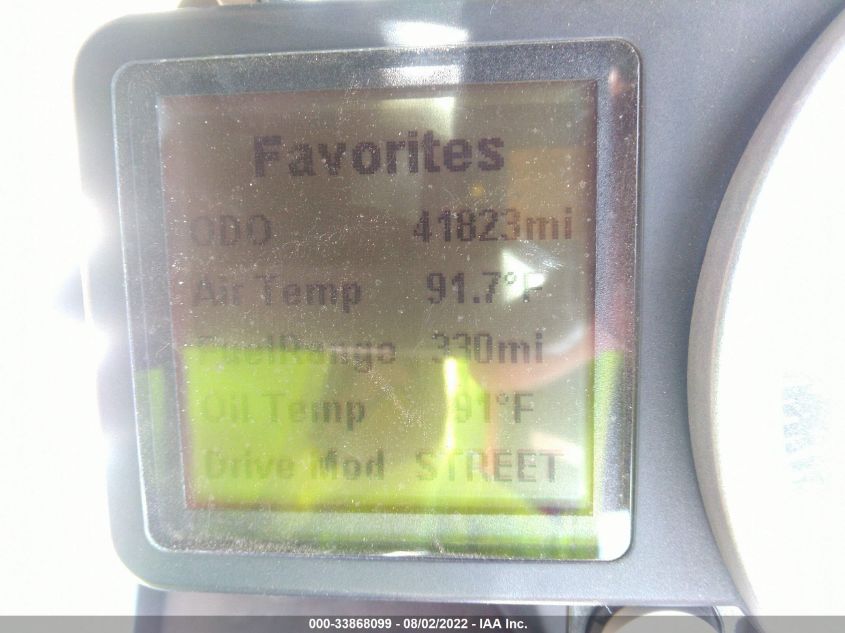 Favorites
ODO 41823mi
Air Temp 91.7°F
FuelRange 330mi
Oil Temp 91°F
Drive Mod STREET
000-33868099 - 08/02/2022 - IAA Inc.